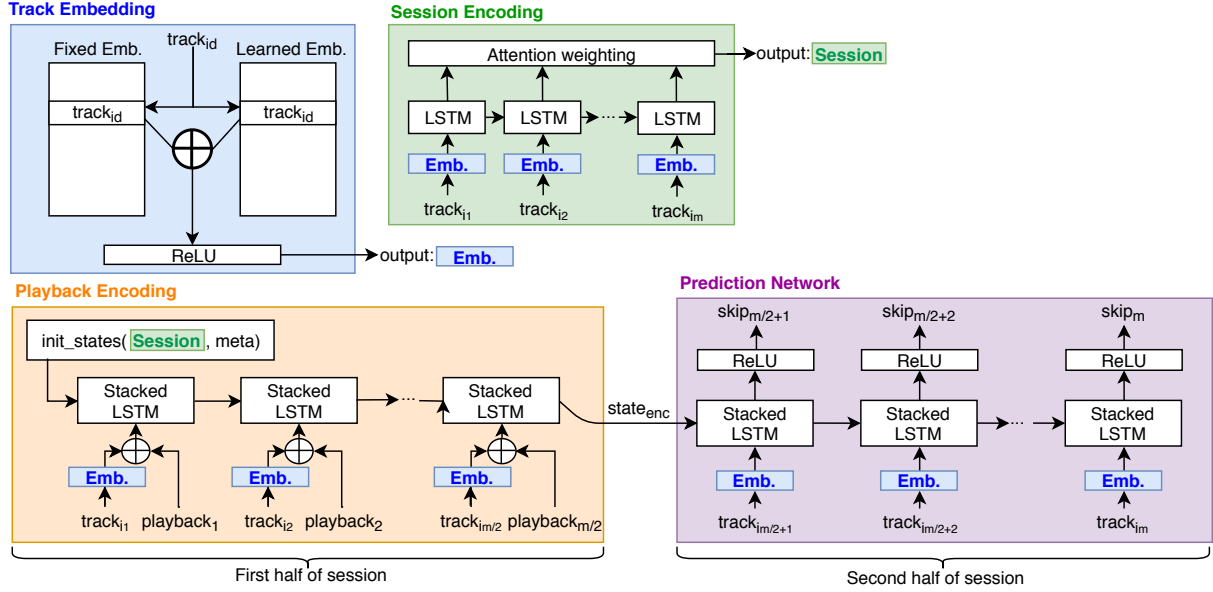 Track Embedding
Fixed Emb.
track_id
Learned Emb.
track_id
track_id
ReLU
output: Emb.
Session Encoding
Attention weighting
output: Session
LSTM
LSTM
...
LSTM
Emb.
Emb.
Emb.
track_i1
track_i2
track_im
Playback Encoding
init_states( Session , meta)
Stacked
LSTM
Stacked
LSTM
...
Stacked
LSTM
Emb.
Emb.
Emb.
track_i1
playback_1
track_i2
playback_2
track_im/2
playback_m/2
First half of session
state_enc
Prediction Network
skip_m/2+1
skip_m/2+2
skip_m
ReLU
ReLU
ReLU
Stacked
LSTM
Stacked
LSTM
...
Stacked
LSTM
Emb.
Emb.
Emb.
track_im/2+1
track_im/2+2
track_im
Second half of session